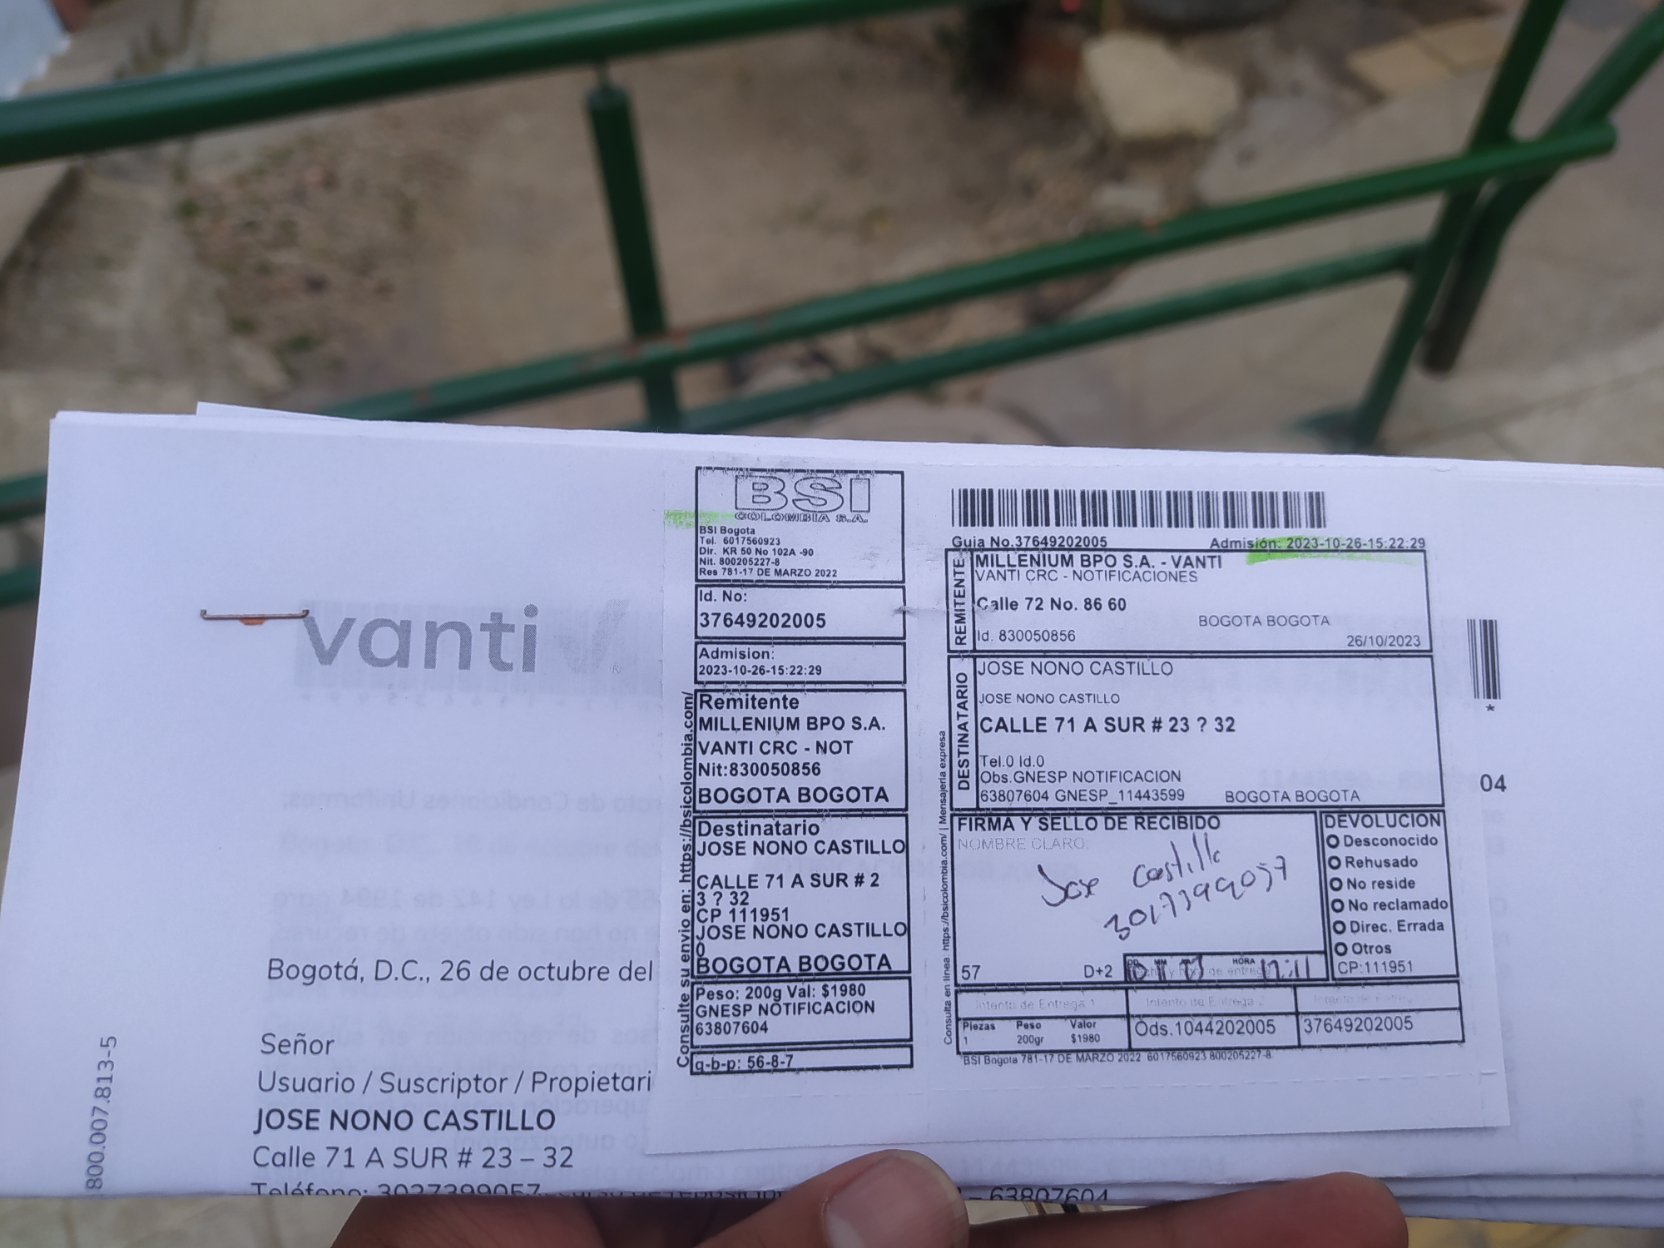 vanti
Bogotá, D.C., 26 de octubre del
Señor
Usuario / Suscriptor / Propietari
JOSE NONO CASTILLO
Calle 71 A SUR # 23 – 32
Teléfono: 3027399057
– 63807604
800.007.813-5
BSI
COLOMBIA S.A.
BSI Bogota
Tel. 6017560923
Dir. KR 50 No 102A -90
Nit. 800205227-8
Res 781-17 DE MARZO 2022
Id. No:
37649202005
Admision:
2023-10-26-15:22:29
Remitente
MILLENIUM BPO S.A.
VANTI CRC - NOT
Nit:830050856
BOGOTA BOGOTA
Destinatario
JOSE NONO CASTILLO
CALLE 71 A SUR # 2
3 ? 32
CP 111951
JOSE NONO CASTILLO
0
BOGOTA BOGOTA
Peso: 200g Val: $1980
GNESP NOTIFICACION
63807604
q-b-p: 56-8-7
Consulte su envio en: https://bsicolombia.com/
Guia No.37649202005 Admisión: 2023-10-26-15:22:29
REMITENTE
MILLENIUM BPO S.A. - VANTI
VANTI CRC - NOTIFICACIONES
Calle 72 No. 86 60
BOGOTA BOGOTA
Id. 830050856 26/10/2023
DESTINATARIO
JOSE NONO CASTILLO
JOSE NONO CASTILLO
CALLE 71 A SUR # 23 ? 32
Tel.0 Id.0
Obs.GNESP NOTIFICACION
63807604 GNESP_11443599 BOGOTA BOGOTA
FIRMA Y SELLO DE RECIBIDO
NOMBRE CLARO:
Jose Castillo
3017399057
57 D+2
HORA
DEVOLUCION
Desconocido
Rehusado
No reside
No reclamado
Direc. Errada
Otros
CP:111951
Intento de Entrega 1 Intento de Entrega 2
Piezas Peso Valor
1 200gr $1980
Ods.1044202005 37649202005
BSI Bogota 781-17 DE MARZO 2022 6017560923 800205227-8
Consulta en linea: https://bsicolombia.com/ | Mensajeria expresa
*
04